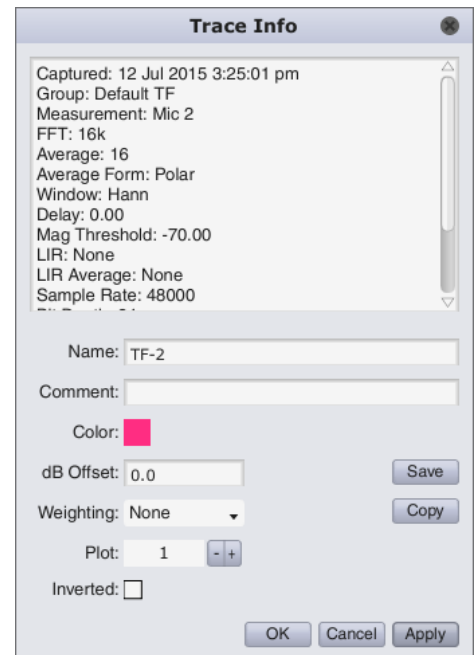 Trace Info
Captured: 12 Jul 2015 3:25:01 pm
Group: Default TF
Measurement: Mic 2
FFT: 16k
Average: 16
Average Form: Polar
Window: Hann
Delay: 0.00
Mag Threshold: -70.00
LIR: None
LIR Average: None
Sample Rate: 48000
Name: TF-2
Comment:
Color:
dB Offset: 0.0 Save
Weighting: None Copy
Plot: 1 - +
Inverted:
OK Cancel Apply